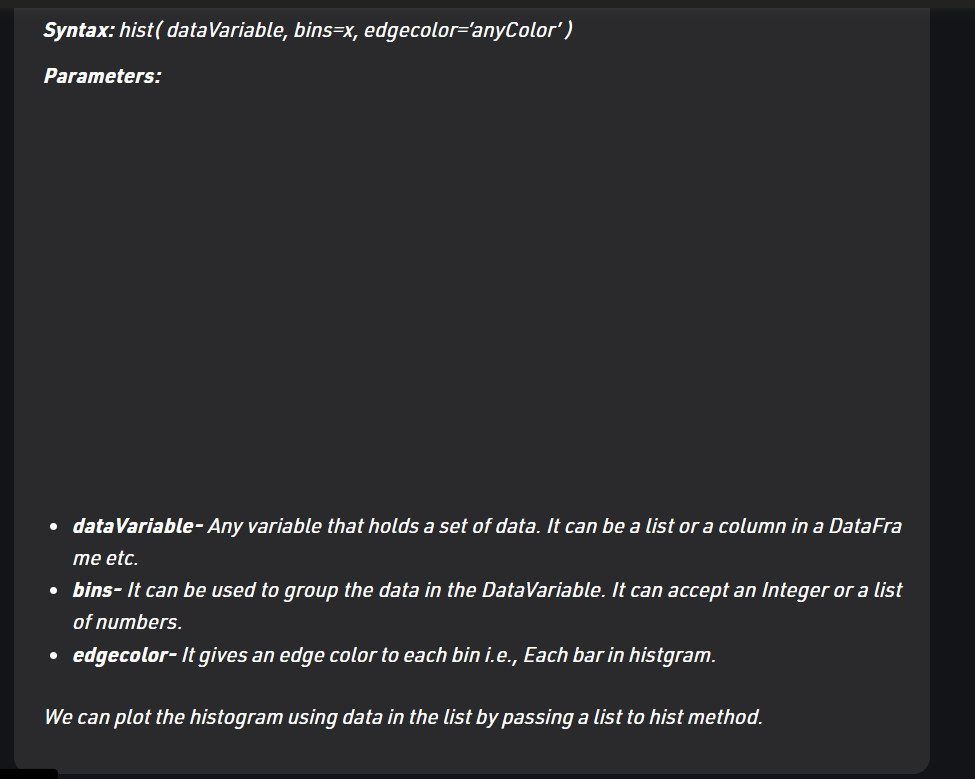 Syntax: hist( dataVariable, bins=x, edgecolor=’anyColor’ )
Parameters:
• dataVariable- Any variable that holds a set of data. It can be a list or a column in a DataFra
me etc.
• bins- It can be used to group the data in the DataVariable. It can accept an Integer or a list
of numbers.
• edgecolor- It gives an edge color to each bin i.e., Each bar in histgram.
We can plot the histogram using data in the list by passing a list to hist method.